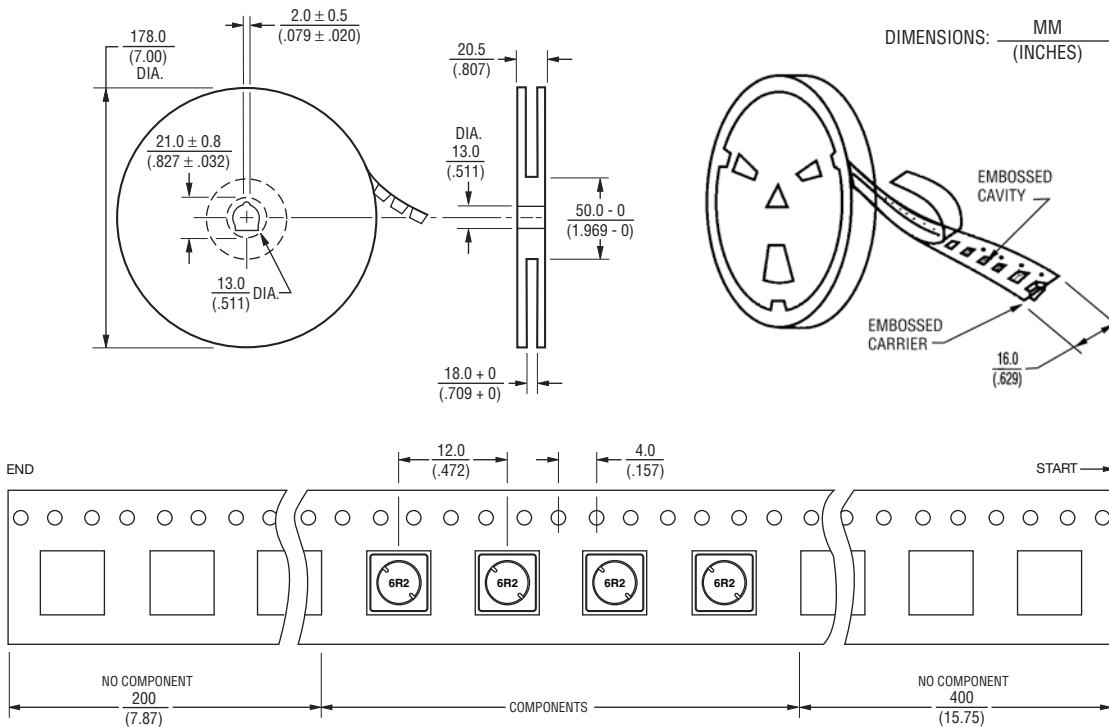 2.0 ± 0.5
(.079 ± .020)
178.0
(7.00)
DIA.
20.5
(.807)
DIMENSIONS:
MM
(INCHES)
21.0 ± 0.8
(.827 ± .032)
DIA.
13.0
(.511)
EMBOSSED
CAVITY
50.0 - 0
(1.969 - 0)
13.0
(.511)
DIA.
EMBOSSED
CARRIER
16.0
(.629)
18.0 + 0
(.709 + 0)
12.0
(.472)
4.0
(.157)
END
START
6R2
6R2
6R2
6R2
NO COMPONENT
200
(7.87)
COMPONENTS
NO COMPONENT
400
(15.75)